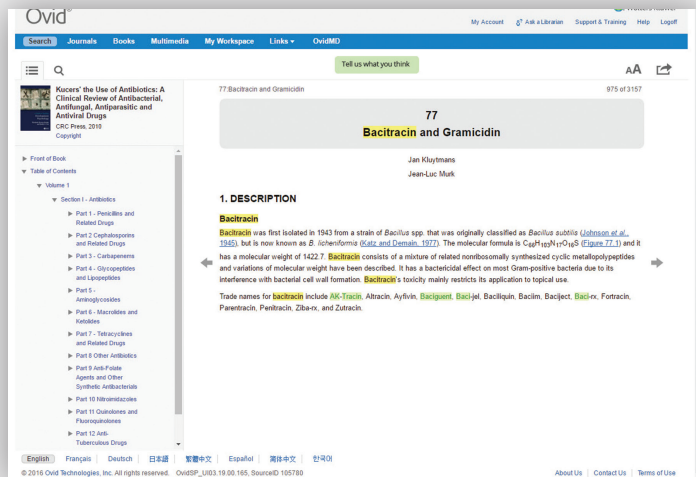 Ovid®
My Account Ask a Librarian Support & Training Help Logoff
Search Journals Books Multimedia My Workspace Links ▾ OvidMD
Tell us what you think
AA
Kucers' the Use of Antibiotics: A
Clinical Review of Antibacterial,
Antifungal, Antiparasitic and
Antiviral Drugs
CRC Press, 2010
Copyright
Front of Book
Table of Contents
Volume 1
Section I - Antibiotics
Part 1 - Penicillins and
Related Drugs
Part 2 Cephalosporins
and Related Drugs
Part 3 - Carbapenems
Part 4 - Glycopeptides
and Lipopeptides
Part 5 -
Aminoglycosides
Part 6 - Macrolides and
Ketolides
Part 7 - Tetracyclines
and Related Drugs
Part 8 Other Antibiotics
Part 9 Anti-Folate
Agents and Other
Synthetic Antibacterials
Part 10 Nitroimidazoles
Part 11 Quinolones and
Fluoroquinolones
Part 12 Anti-
Tuberculous Drugs
77:Bacitracin and Gramicidin 975 of 3157
77
Bacitracin and Gramicidin
Jan Kluytmans
Jean-Luc Murk
1. DESCRIPTION
Bacitracin
Bacitracin was first isolated in 1943 from a strain of Bacillus spp. that was originally classified as Bacillus subtilis (Johnson et al.,
1945), but is now known as B. licheniformis (Katz and Demain, 1977). The molecular formula is C66H103N17O16S (Figure 77.1) and it
has a molecular weight of 1422.7. Bacitracin consists of a mixture of related nonribosomally synthesized cyclic metallopolypeptides
and variations of molecular weight have been described. It has a bactericidal effect on most Gram-positive bacteria due to its
interference with bacterial cell wall formation. Bacitracin's toxicity mainly restricts its application to topical use.
Trade names for bacitracin include AK-Tracin, Altracin, Ayfivin, Baciguent, Baci-jel, Baciliquin, Baciim, Baciject, Baci-rx, Fortracin,
Parentracin, Penitracin, Ziba-rx, and Zutracin.
English Français Deutsch 日本語 繁體中文 Español 简体中文 한국어
© 2016 Ovid Technologies, Inc. All rights reserved. OvidSP_UI03.19.00.165, SourceID 105780
About Us Contact Us Terms of Use